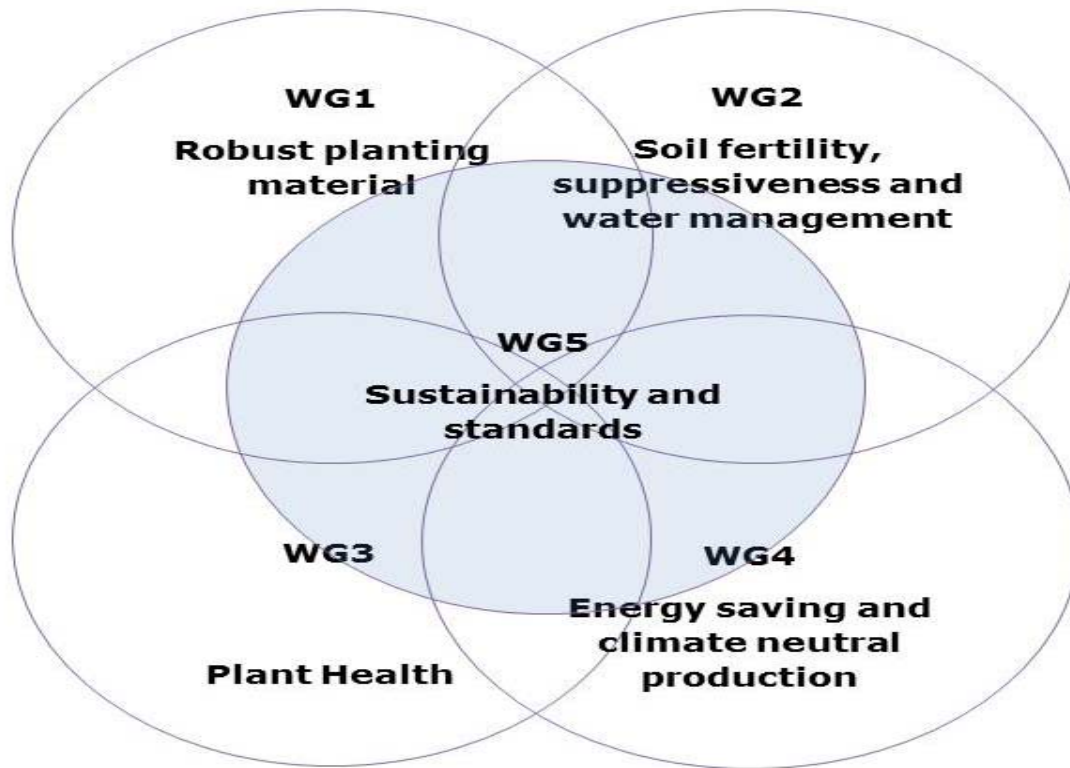 WG1
Robust planting
material
WG2
Soil fertility,
suppressiveness and
water management
WG5
Sustainability and
standards
WG3
Plant Health
WG4
Energy saving and
climate neutral
production